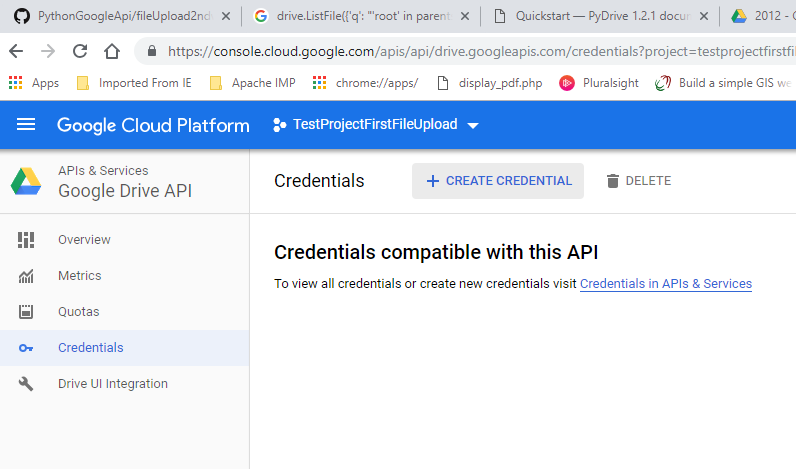 PythonGoogleApi/fileUpload2nd
drive.ListFile({'q': "'root' in parent
Quickstart — PyDrive 1.2.1 docum
2012 - G
https://console.cloud.google.com/apis/api/drive.googleapis.com/credentials?project=testprojectfirstfi
Apps
Imported From IE
Apache IMP
chrome://apps/
display_pdf.php
Pluralsight
Build a simple GIS we
Google Cloud Platform
TestProjectFirstFileUpload
APIs & Services
Google Drive API
Credentials
CREATE CREDENTIAL
DELETE
Overview
Metrics
Quotas
Credentials
Drive UI Integration
Credentials compatible with this API
To view all credentials or create new credentials visit Credentials in APIs & Services